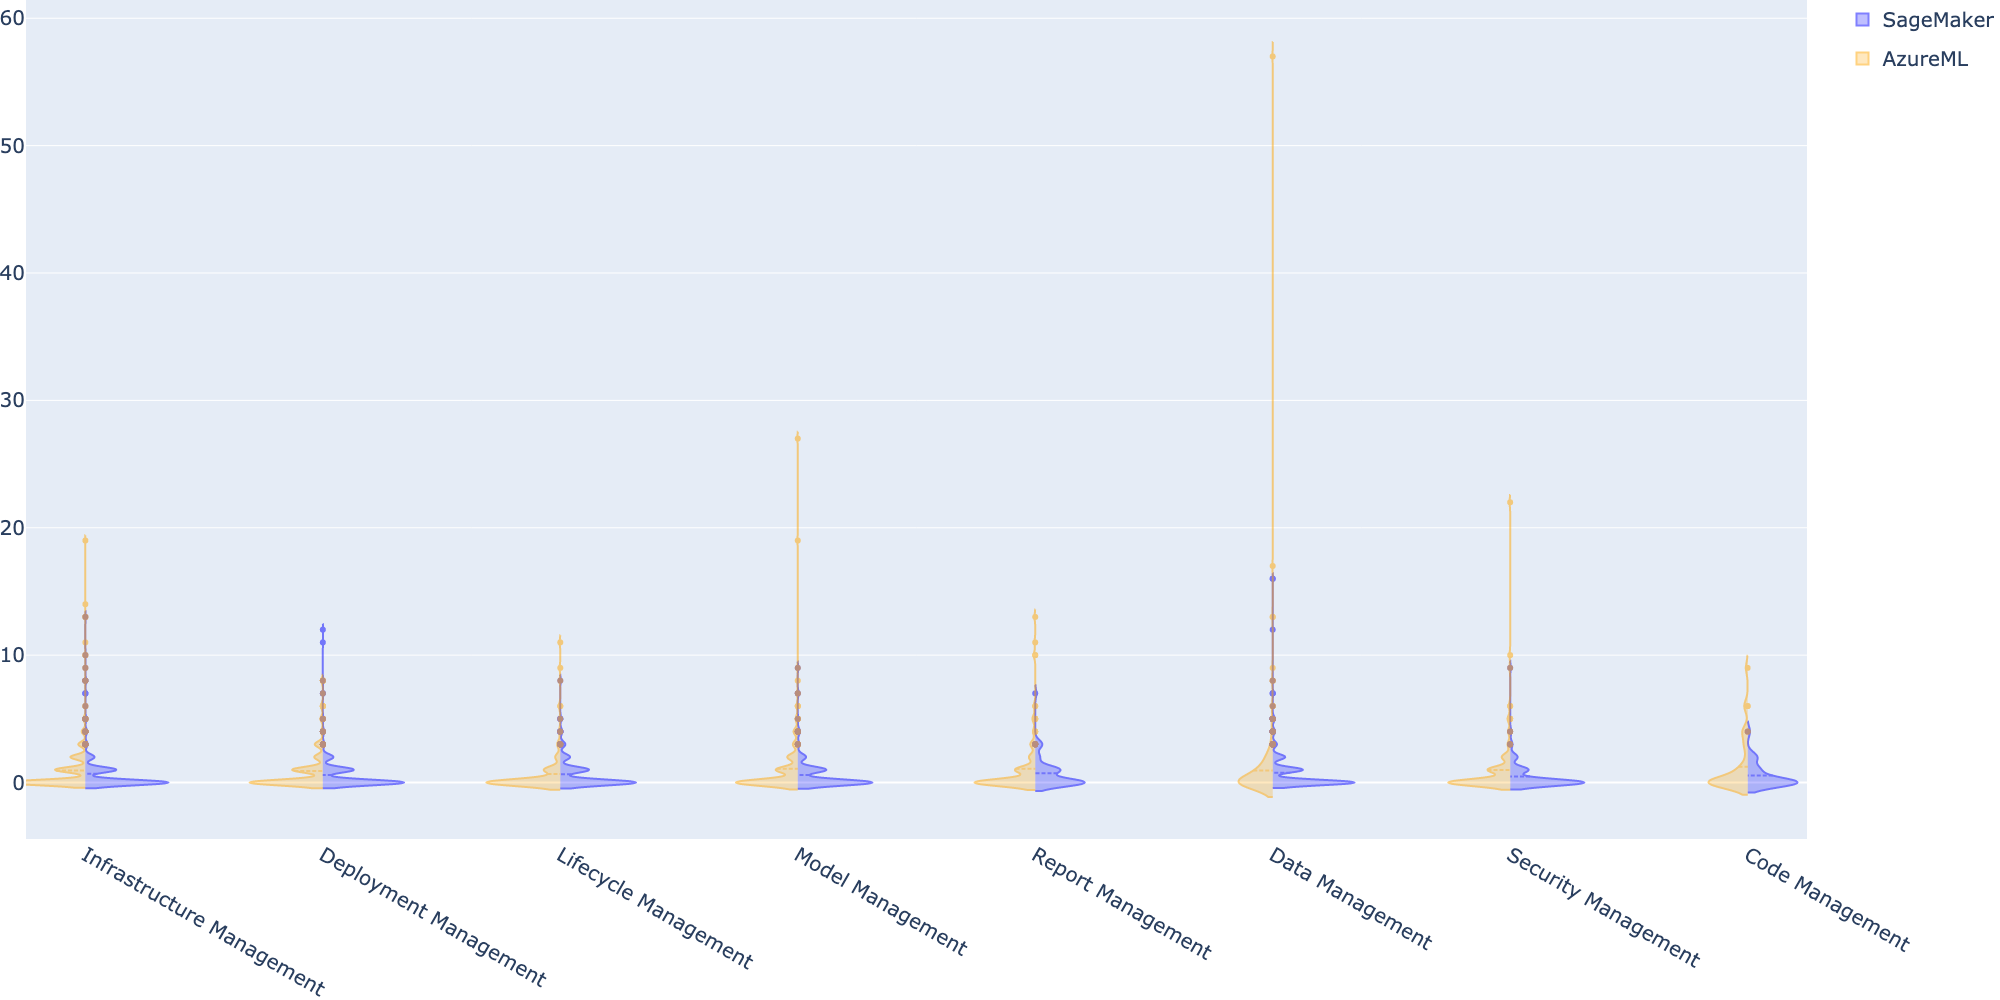 60
50
40
30
20
10
0
Infrastructure Management
Deployment Management
Lifecycle Management
Model Management
Report Management
Data Management
Security Management
Code Management
SageMaker
AzureML